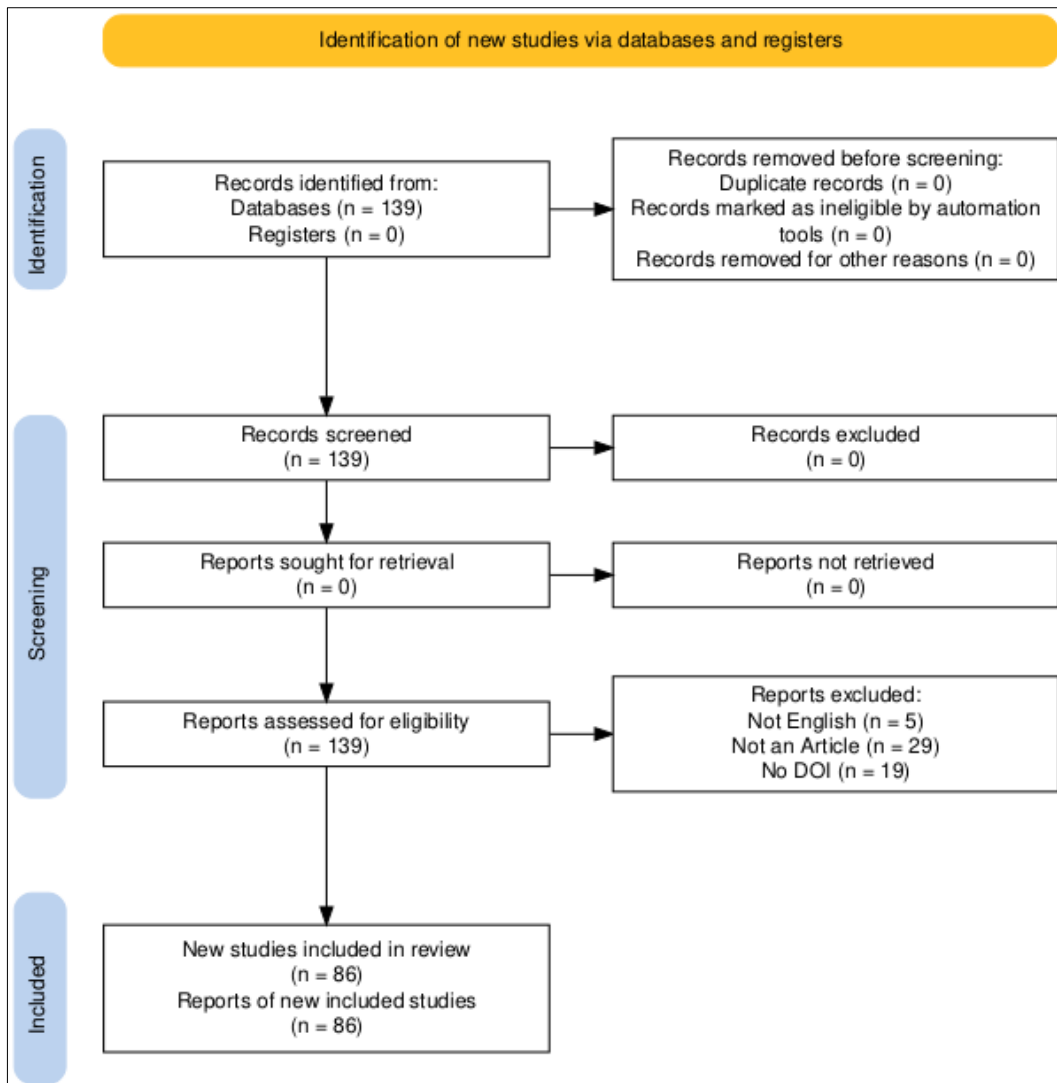 Identification of new studies via databases and registers
Identification
Records identified from:
Databases (n = 139)
Registers (n = 0)
Records removed before screening:
Duplicate records (n = 0)
Records marked as ineligible by automation
tools (n = 0)
Records removed for other reasons (n = 0)
Screening
Records screened
(n = 139)
Records excluded
(n = 0)
Reports sought for retrieval
(n = 0)
Reports not retrieved
(n = 0)
Reports assessed for eligibility
(n = 139)
Reports excluded:
Not English (n = 5)
Not an Article (n = 29)
No DOI (n = 19)
Included
New studies included in review
(n = 86)
Reports of new included studies
(n = 86)